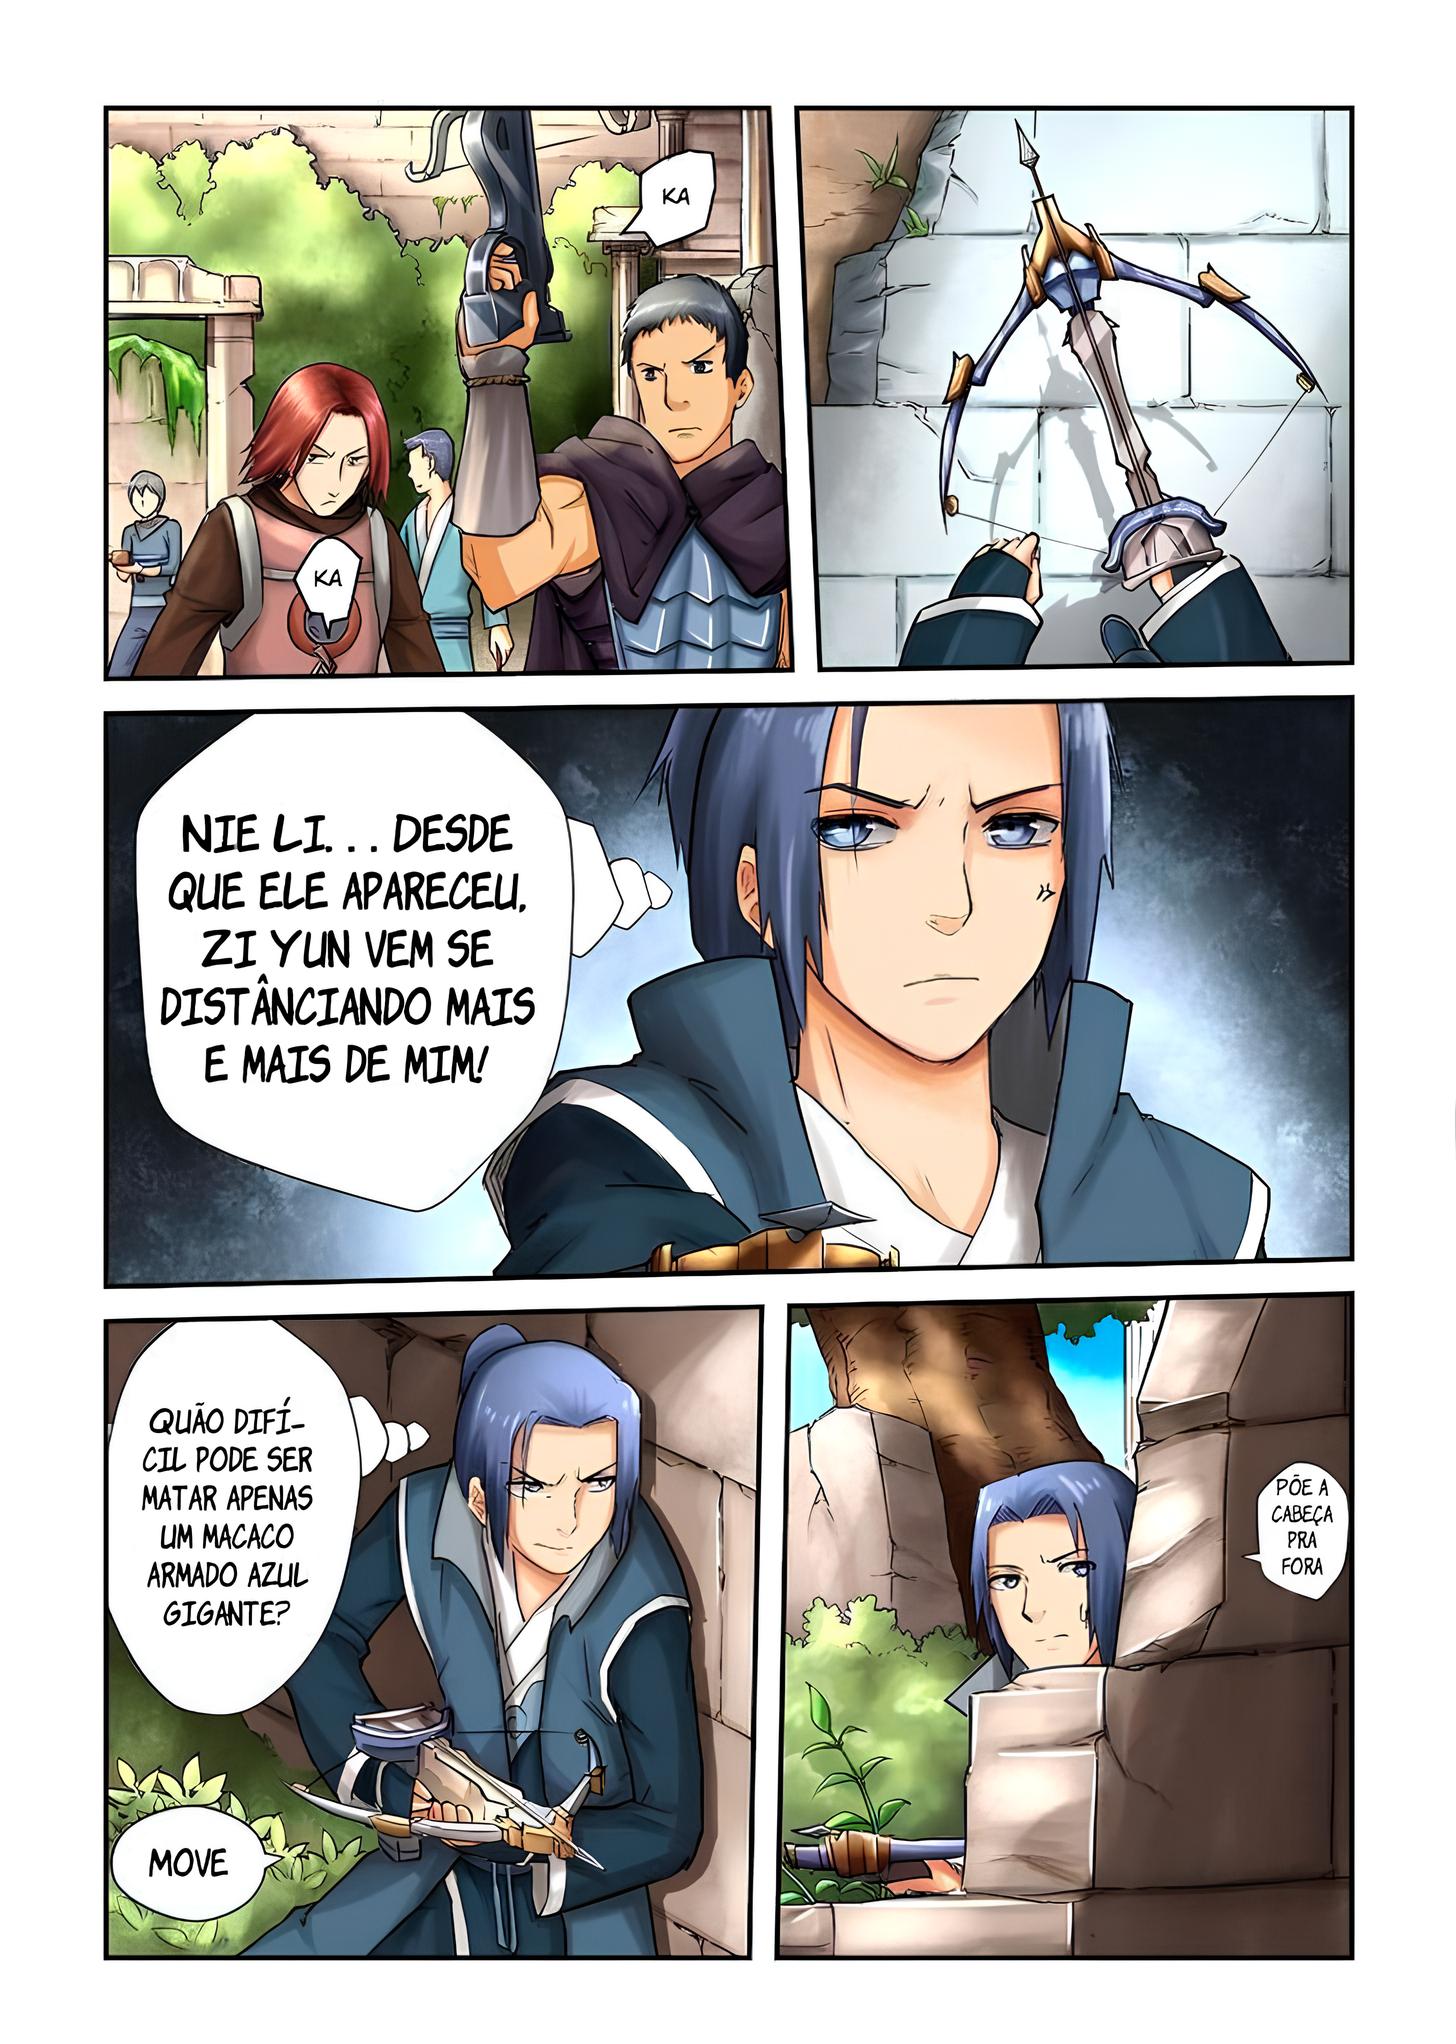 KA
KA
NIE LI... DESDE
QUE ELE APARECEU,
ZI YUN VEM SE
DISTÂNCIANDO MAIS
E MAIS DE MIM!
QUÃO DIFÍ-
CIL PODE SER
MATAR APENAS
UM MACACO
ARMADO AZUL
GIGANTE?
MOVE
PÕE A
CABEÇA
PRA
FORA